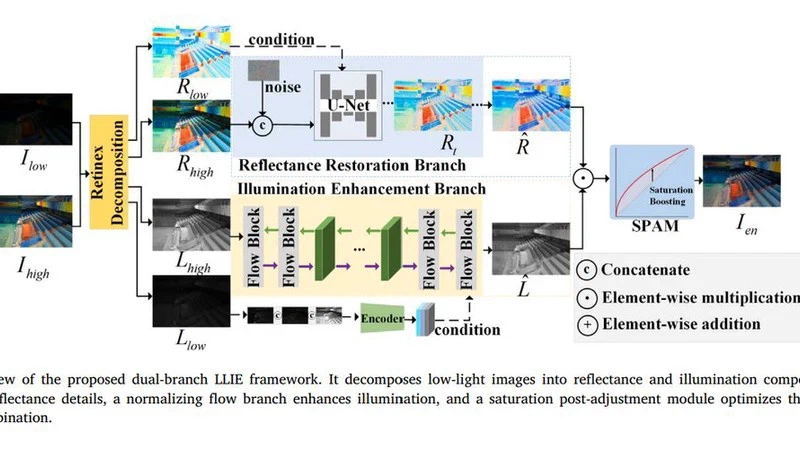 condition
R_low
noise
U-Net
c
R_t
R̂
I_low
Retinex Decomposition
R_high
Reflectance Restoration Branch
Illumination Enhancement Branch
Saturation Boosting
SPAM
I_en
I_high
L_high
Flow Block
Flow Block
...
Flow Block
Flow Block
L̂
c Concatenate
Element-wise multiplication
+ Element-wise addition
L_low
c
c
Encoder
condition
ew of the proposed dual-branch LLIE framework. It decomposes low-light images into reflectance and illumination compo
flectance details, a normalizing flow branch enhances illumination, and a saturation post-adjustment module optimizes th
bination.